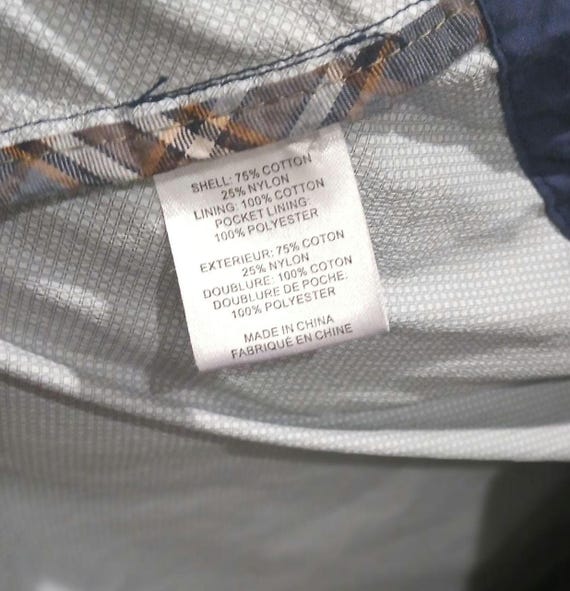 SHELL: 75% COTTON
25% NYLON
LINING: 100% COTTON
POCKET LINING:
100% POLYESTER
EXTERIEUR: 75% COTON
25% NYLON
DOUBLURE: 100% COTON
DOUBLURE DE POCHE:
100% POLYESTER
MADE IN CHINA
FABRIQUÉ EN CHINE